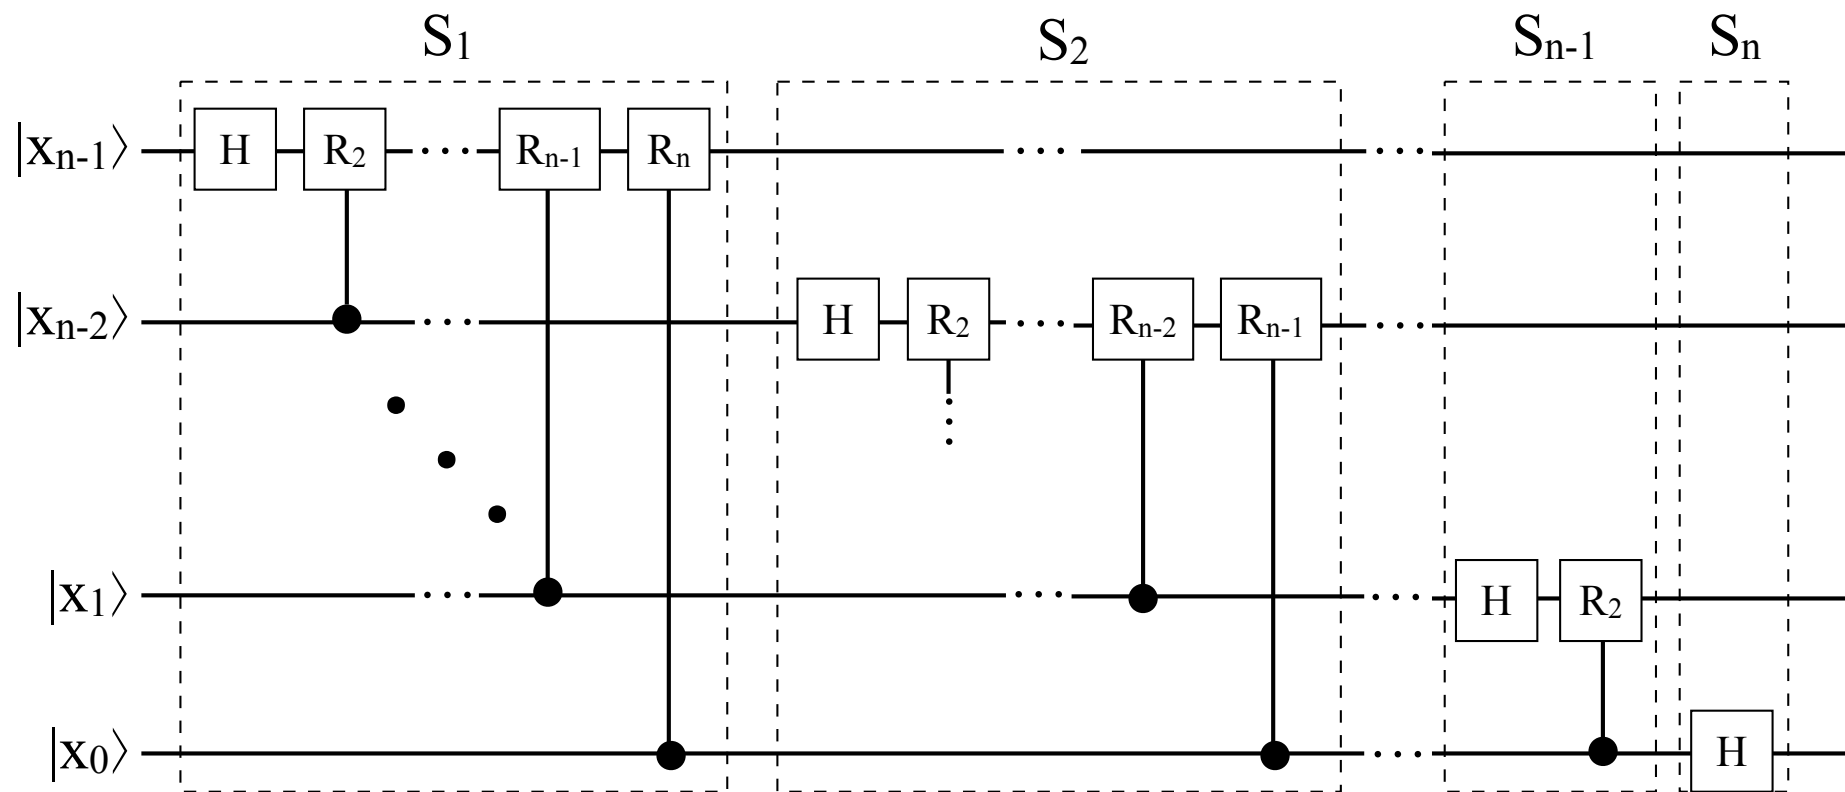 S₁ S₂ Sₙ₋₁ Sₙ
|xₙ₋₁⟩ H R₂ ··· Rₙ₋₁ Rₙ ··· ···
|xₙ₋₂⟩ ··· H R₂ ··· Rₙ₋₂ Rₙ₋₁ ···
|x₁⟩ ··· ··· ··· H R₂
|x₀⟩ ··· H